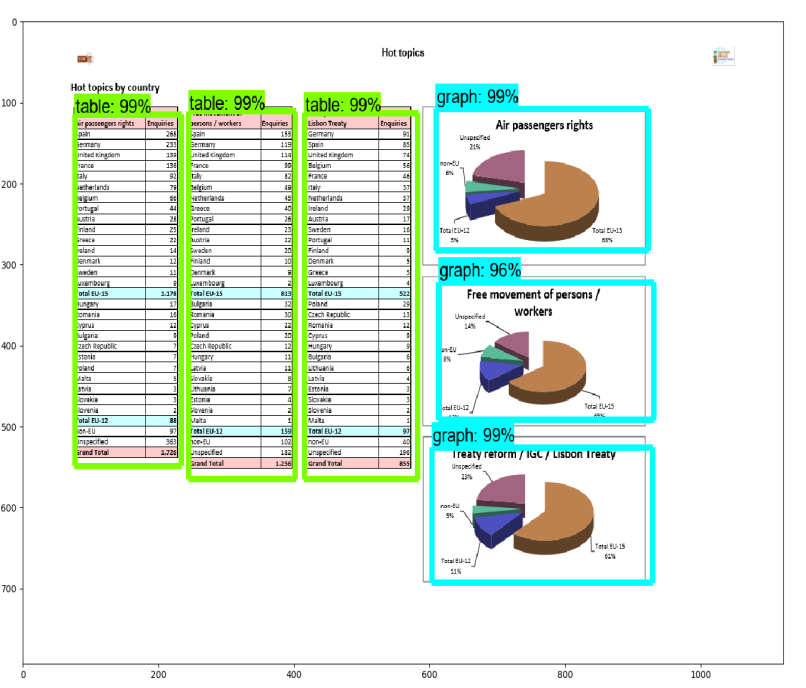 Hot topics
Hot topics by country
table: 99%
Air passengers rights Enquiries
Spain 268
Germany 233
United Kingdom 139
France 136
Italy 92
Netherlands 79
Belgium 66
Portugal 44
Austria 28
Finland 25
Greece 22
Ireland 14
Denmark 12
Sweden 11
Luxembourg 9
Total EU-15 1.178
Hungary 17
Romania 16
Cyprus 12
Bulgaria 9
Czech Republic 7
Estonia 7
Poland 7
Malta 5
Latvia 3
Slovakia 3
Slovenia 2
Total EU-12 88
non-EU 97
Unspecified 363
Grand Total 1.726
table: 99%
persons / workers Enquiries
Spain 153
Germany 119
United Kingdom 114
France 99
Italy 82
Belgium 49
Netherlands 45
Greece 40
Portugal 26
Ireland 23
Austria 22
Sweden 20
Finland 10
Denmark 9
Luxembourg 2
Total EU-15 813
Bulgaria 32
Romania 30
Cyprus 22
Poland 20
Czech Republic 12
Hungary 11
Latvia 11
Slovakia 8
Lithuania 7
Estonia 4
Slovenia 2
Malta 1
Total EU-12 159
non-EU 102
Unspecified 182
Grand Total 1.256
table: 99%
Lisbon Treaty Enquiries
Germany 91
Spain 85
United Kingdom 74
Belgium 56
France 46
Italy 37
Netherlands 37
Ireland 29
Austria 17
Sweden 16
Portugal 11
Finland 9
Denmark 5
Greece 5
Luxembourg 4
Total EU-15 522
Poland 29
Czech Republic 13
Romania 12
Cyprus 9
Hungary 9
Bulgaria 6
Lithuania 6
Latvia 4
Estonia 3
Slovakia 3
Slovenia 2
Malta 1
Total EU-12 97
non-EU 40
Unspecified 196
Grand Total 855
graph: 99%
Air passengers rights
Unspecified
21%
non-EU
6%
Total EU-12
5%
Total EU-15
68%
graph: 96%
Free movement of persons /
workers
Unspecified
14%
non-EU
8%
Total EU-12
Total EU-15
graph: 99%
Treaty reform / IGC / Lisbon Treaty
Unspecified
23%
non-EU
5%
Total EU-12
11%
Total EU-15
61%
0
100
200
300
400
500
600
700
0 200 400 600 800 1000